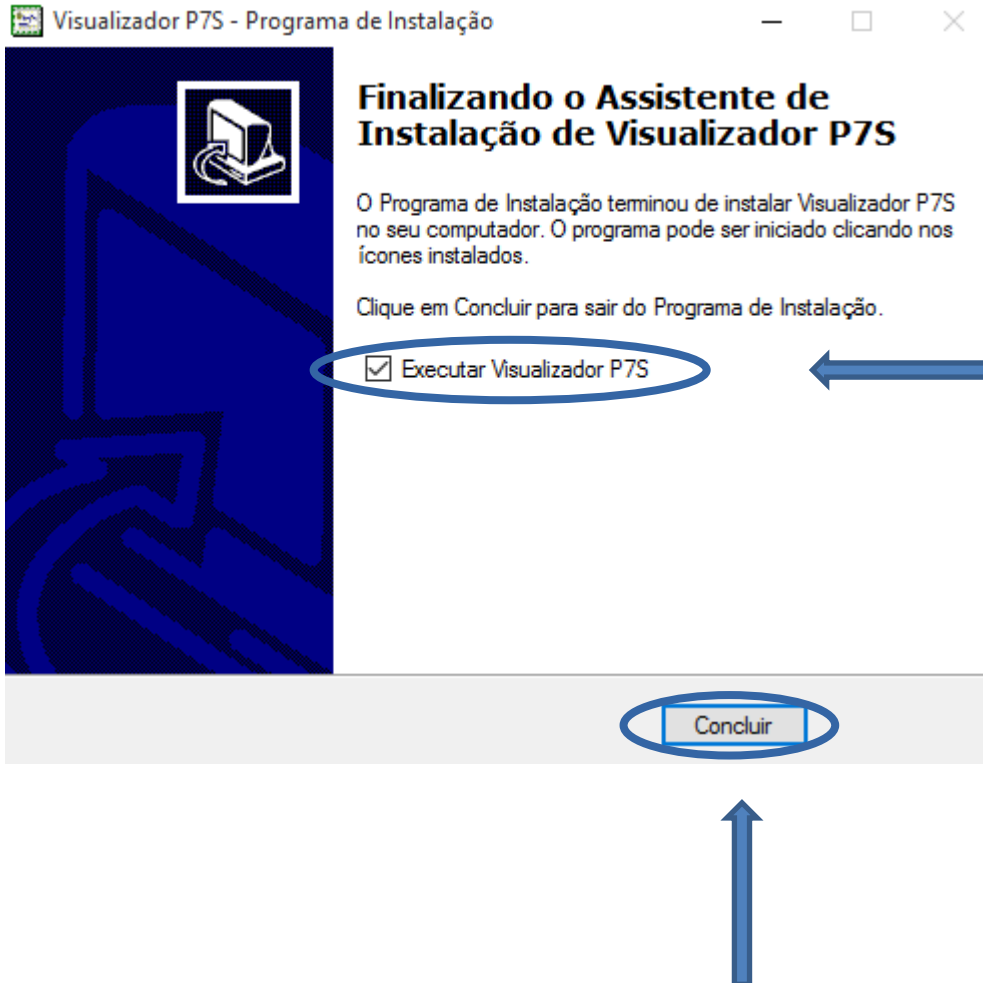 Visualizador P7S - Programa de Instalação
Finalizando o Assistente de
Instalação de Visualizador P7S
O Programa de Instalação terminou de instalar Visualizador P7S
no seu computador. O programa pode ser iniciado clicando nos
ícones instalados.
Clique em Concluir para sair do Programa de Instalação.
Executar Visualizador P7S
Concluir